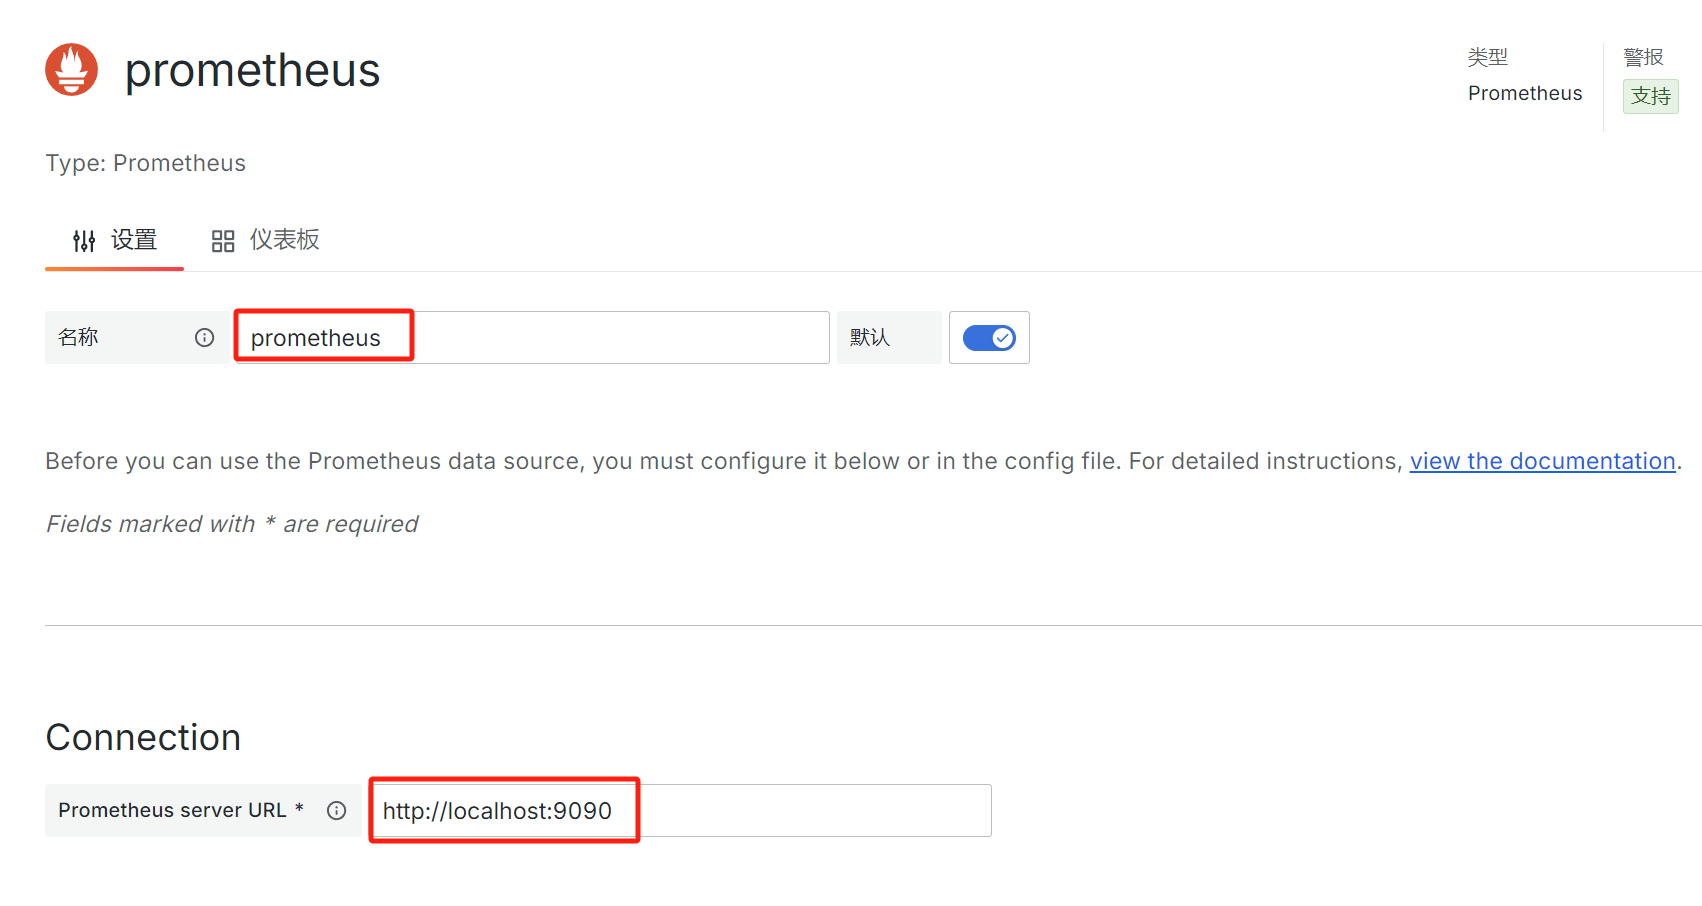 prometheus
类型
Prometheus
警报
支持
Type: Prometheus
设置
仪表板
名称
prometheus
默认
Before you can use the Prometheus data source, you must configure it below or in the config file. For detailed instructions, view the documentation.
Fields marked with * are required
Connection
Prometheus server URL *
http://localhost:9090